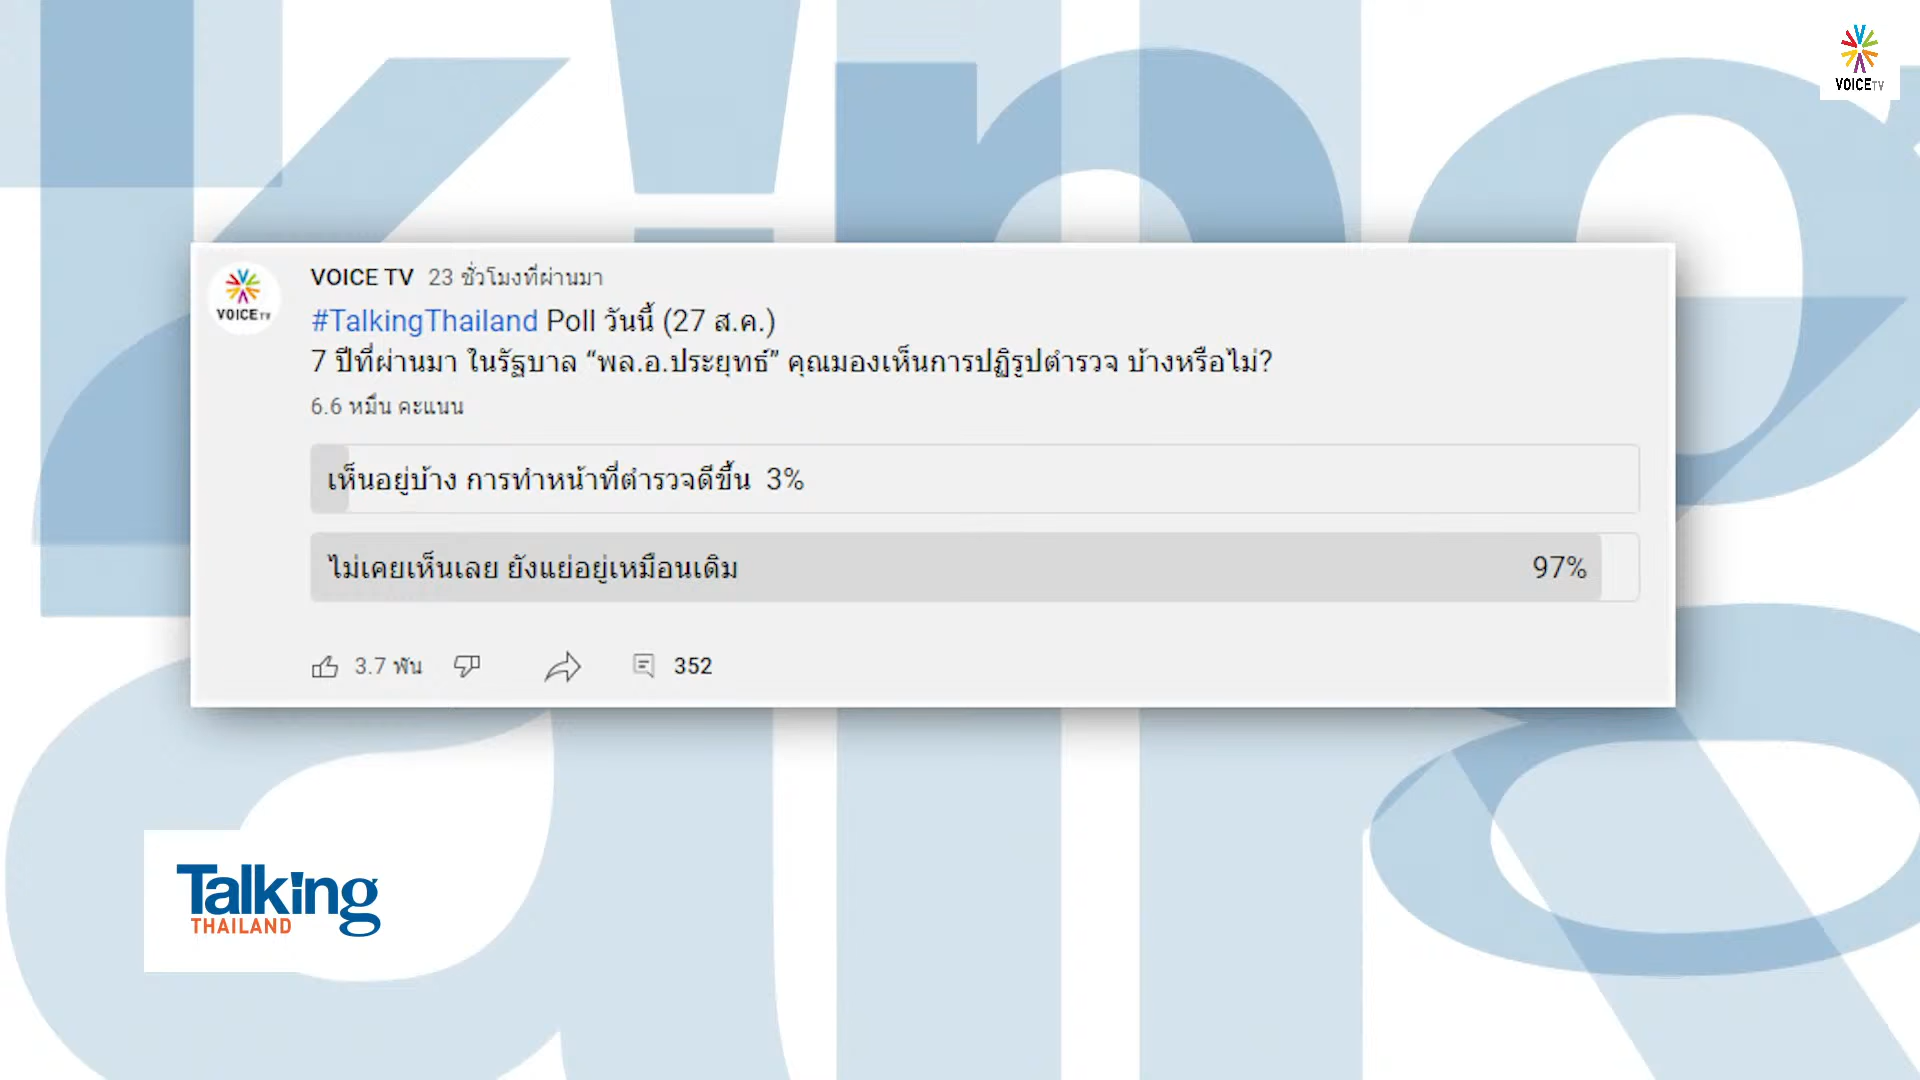 VOICE TV
VOICE TV
VOICE TV 23 ชั่วโมงที่ผ่านมา
#TalkingThailand Poll วันนี้ (27 ส.ค.)
7 ปีที่ผ่านมา ในรัฐบาล “พล.อ.ประยุทธ์” คุณมองเห็นการปฏิรูปตำรวจ บ้างหรือไม่?
6.6 หมื่น คะแนน
เห็นอยู่บ้าง การทำหน้าที่ตำรวจดีขึ้น 3%
ไม่เคยเห็นเลย ยังแย่อยู่เหมือนเดิม 97%
3.7 พัน 352
Talking
THAILAND